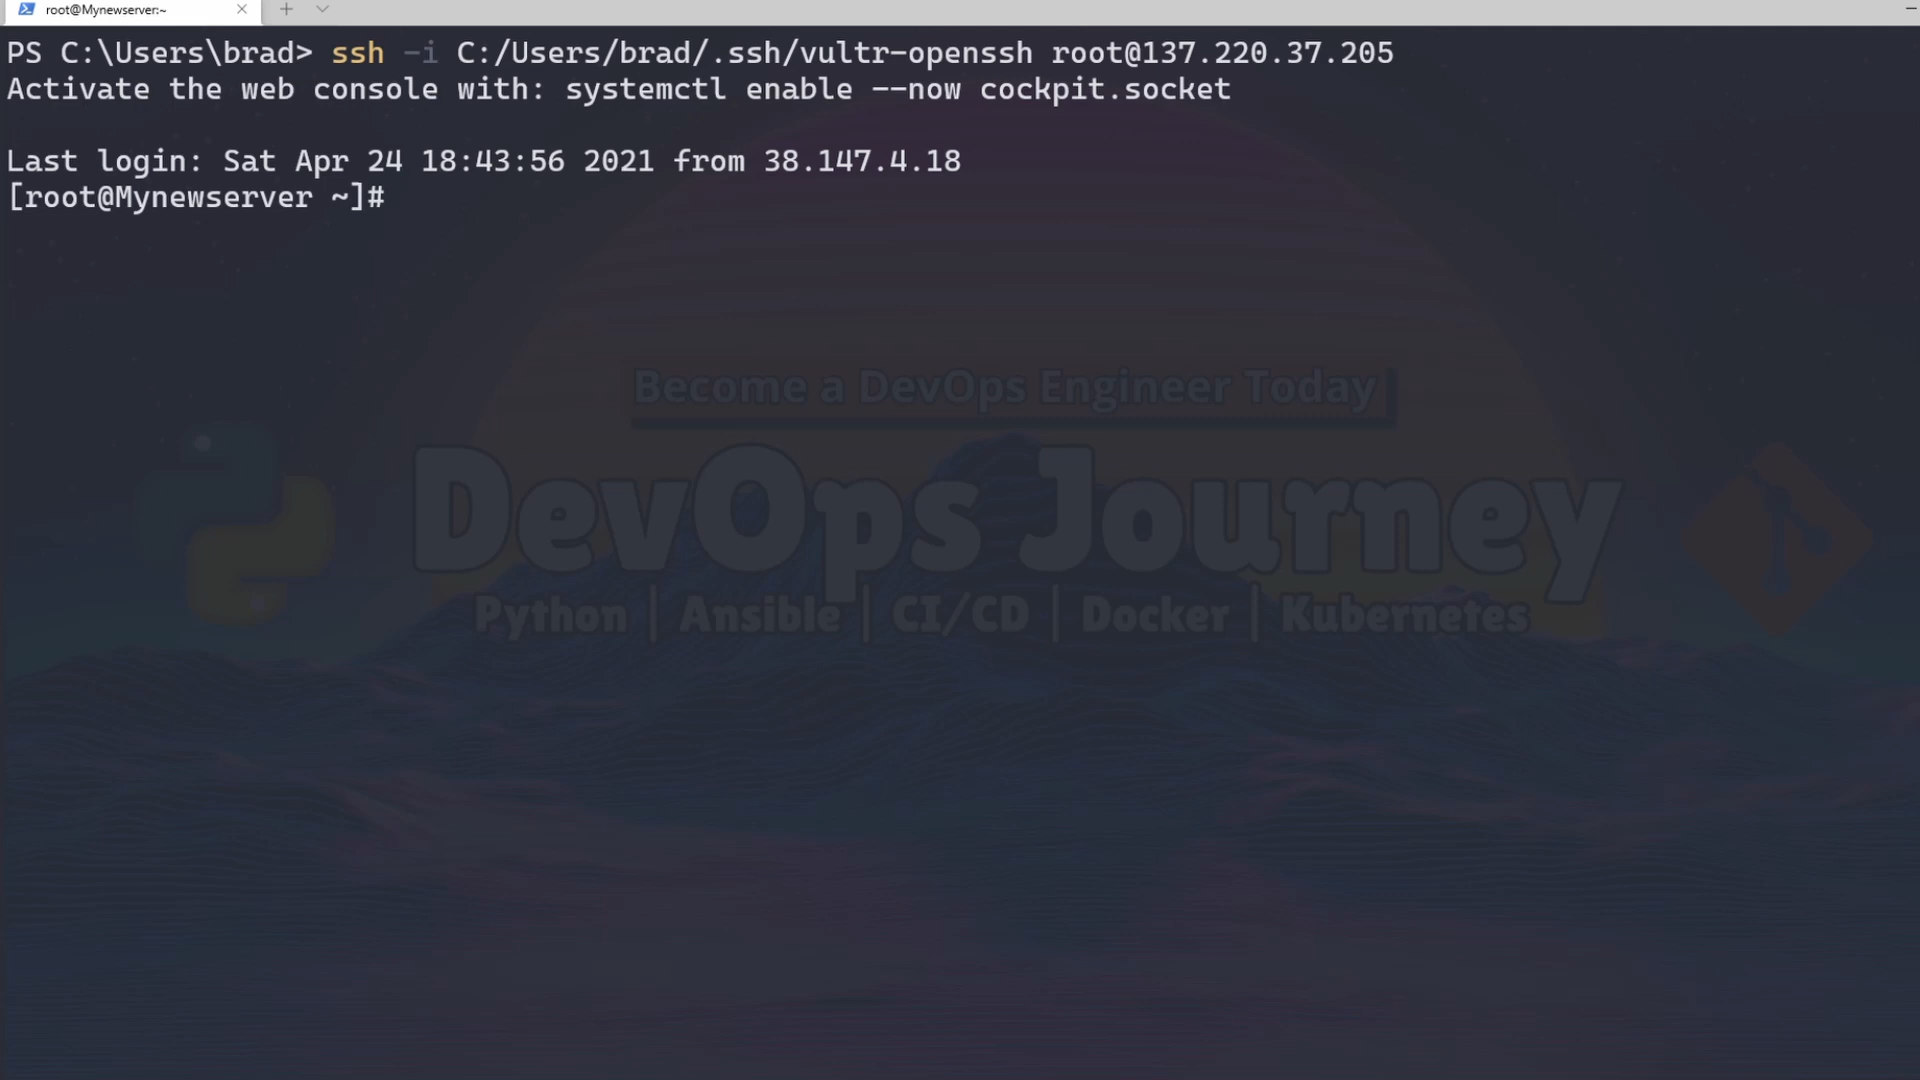 root@Mynewserver:~
PS C:\Users\brad> ssh -i C:/Users/brad/.ssh/vultr-openssh root@137.220.37.205
Activate the web console with: systemctl enable --now cockpit.socket
Last login: Sat Apr 24 18:43:56 2021 from 38.147.4.18
[root@Mynewserver ~]#
Become a DevOps Engineer Today
DevOps Journey
Python | Ansible | CI/CD | Docker | Kubernetes